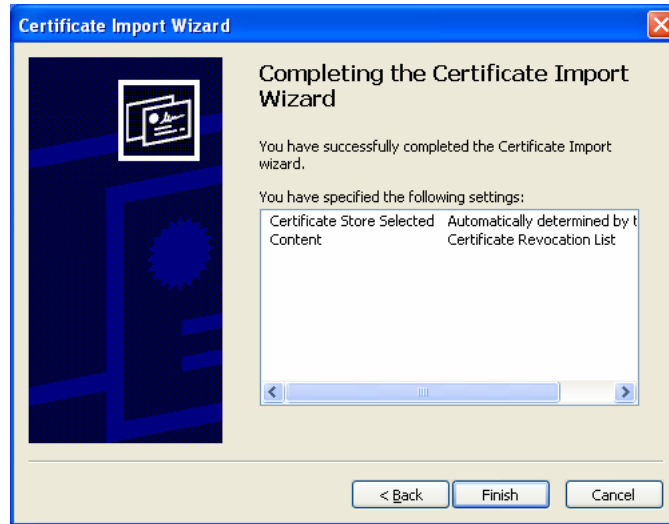 Certificate Import Wizard
Completing the Certificate Import
Wizard
You have successfully completed the Certificate Import
wizard.
You have specified the following settings:
Certificate Store Selected Automatically determined by t
Content Certificate Revocation List
< Back Finish Cancel